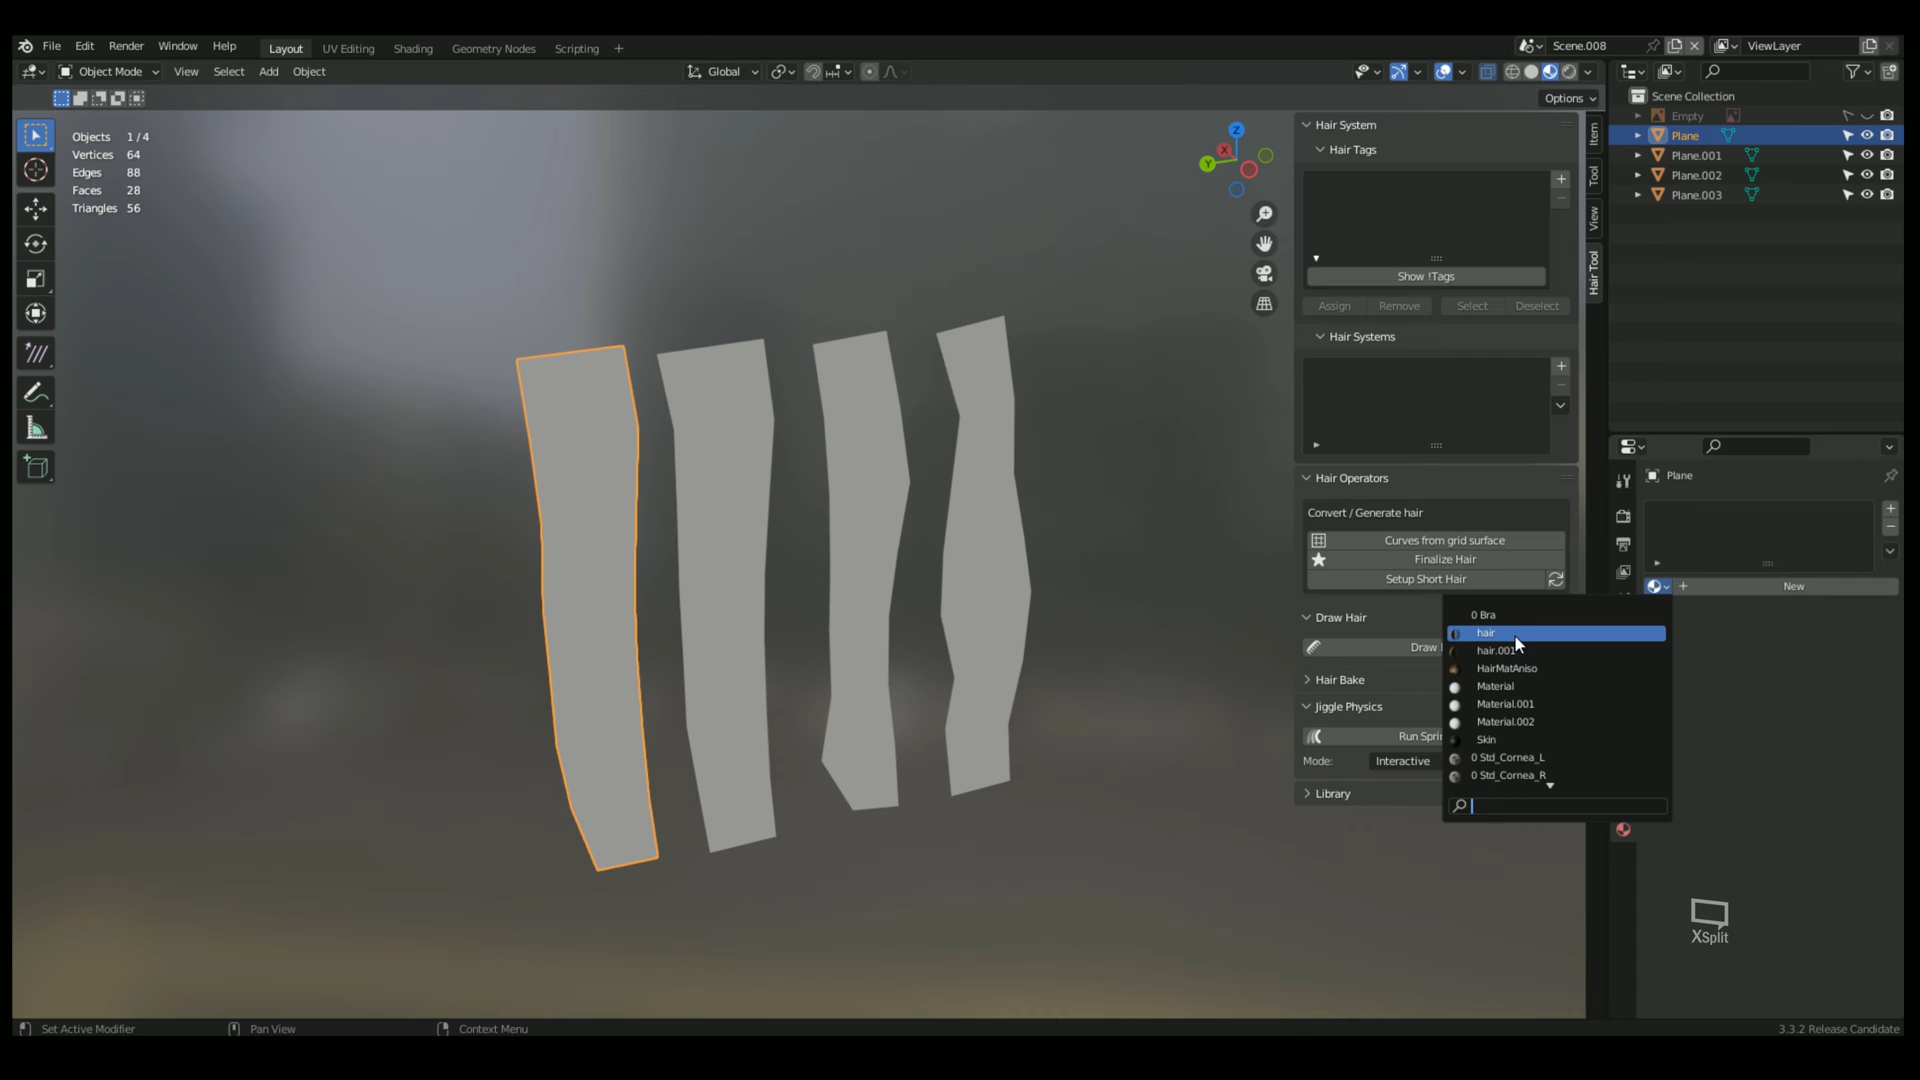 File Edit Render Window Help Layout UV Editing Shading Geometry Nodes Scripting + Scene.008 ViewLayer
Object Mode View Select Add Object Global
Options
Objects 1/4
Vertices 64
Edges 88
Faces 28
Triangles 56
X
Y
Z
Hair System
Hair Tags
Show !Tags
Assign Remove Select Deselect
Hair Systems
Hair Operators
Convert / Generate hair
Curves from grid surface
Finalize Hair
Setup Short Hair
Draw Hair
Draw
Hair Bake
Jiggle Physics
Run Sprin
Mode: Interactive
Library
Item
Tool
View
Hair Tool
Scene Collection
Empty
Plane
Plane.001
Plane.002
Plane.003
Plane
New
0 Bra
hair
hair.001
HairMatAniso
Material
Material.001
Material.002
Skin
0 Std_Cornea_L
0 Std_Cornea_R
XSplit
Set Active Modifier Pan View Context Menu 3.3.2 Release Candidate